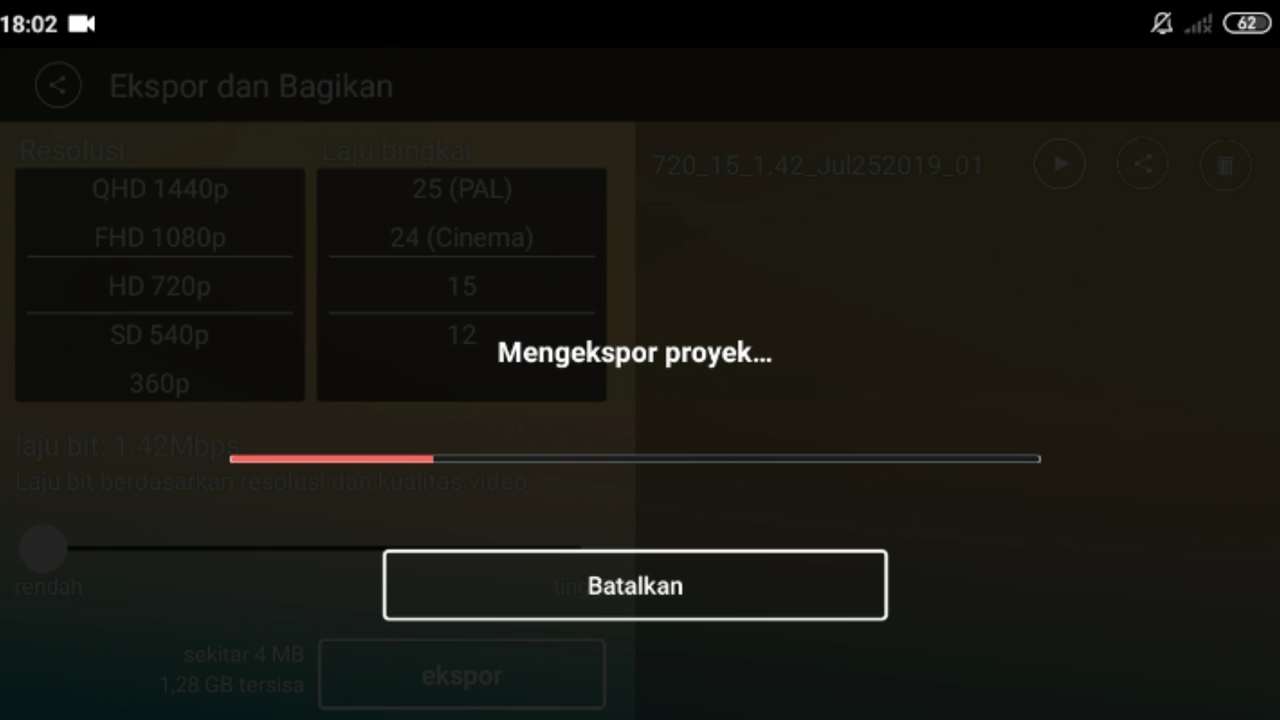 18:02
62
Ekspor dan Bagikan
Resolusi:
Laju bingkai
QHD 1440p
FHD 1080p
HD 720p
SD 540p
360p
25 (PAL)
24 (Cinema)
15
12
720_15_1.42_Jul252019_01
Mengekspor proyek...
laju bit: 1.42Mbps
Laju bit berdasarkan resolusi dan kualitas video
rendah
Batalkan
sekitar 4 MB
1,28 GB tersisa
ekspor